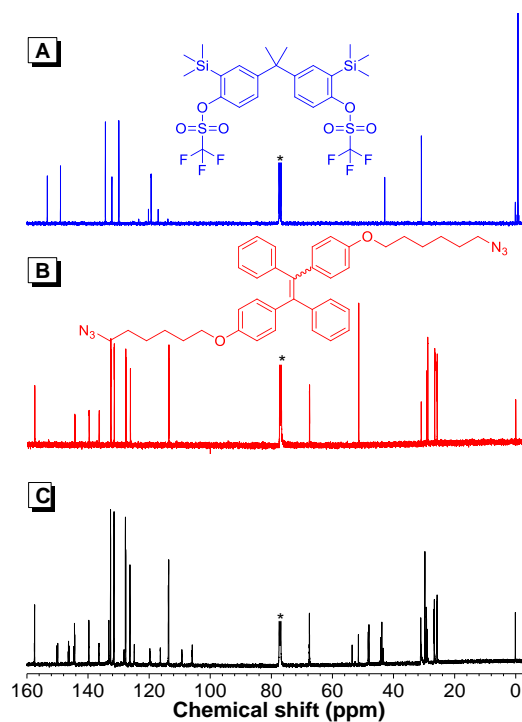 A
Si
Si
O
O
O S O
O S O
F F
F
F F
F
*
B
O
N3
N3
O
*
C
*
160 140 120 100 80 60 40 20 0
Chemical shift (ppm)